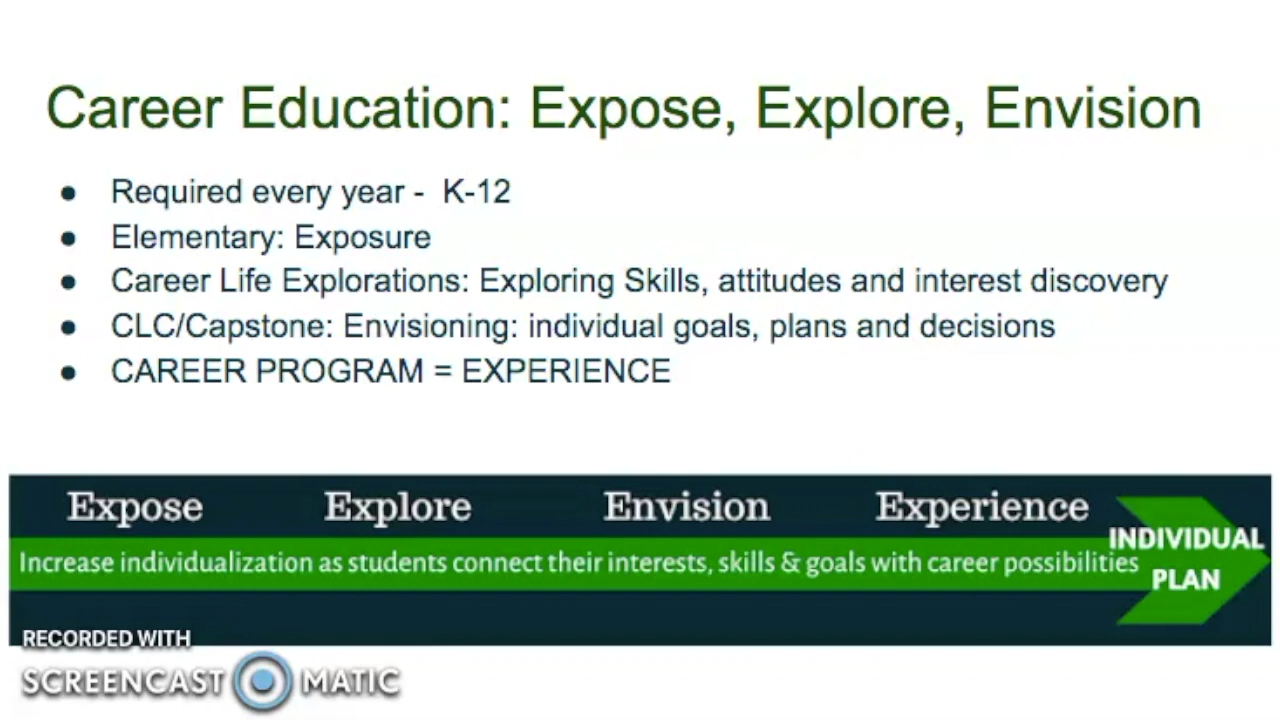 Career Education: Expose, Explore, Envision
● Required every year -  K-12
● Elementary: Exposure
● Career Life Explorations: Exploring Skills, attitudes and interest discovery
● CLC/Capstone: Envisioning: individual goals, plans and decisions
● CAREER PROGRAM = EXPERIENCE
Expose Explore Envision Experience
INDIVIDUAL
Increase individualization as students connect their interests, skills & goals with career possibilities
PLAN
RECORDED WITH
SCREENCAST MATIC